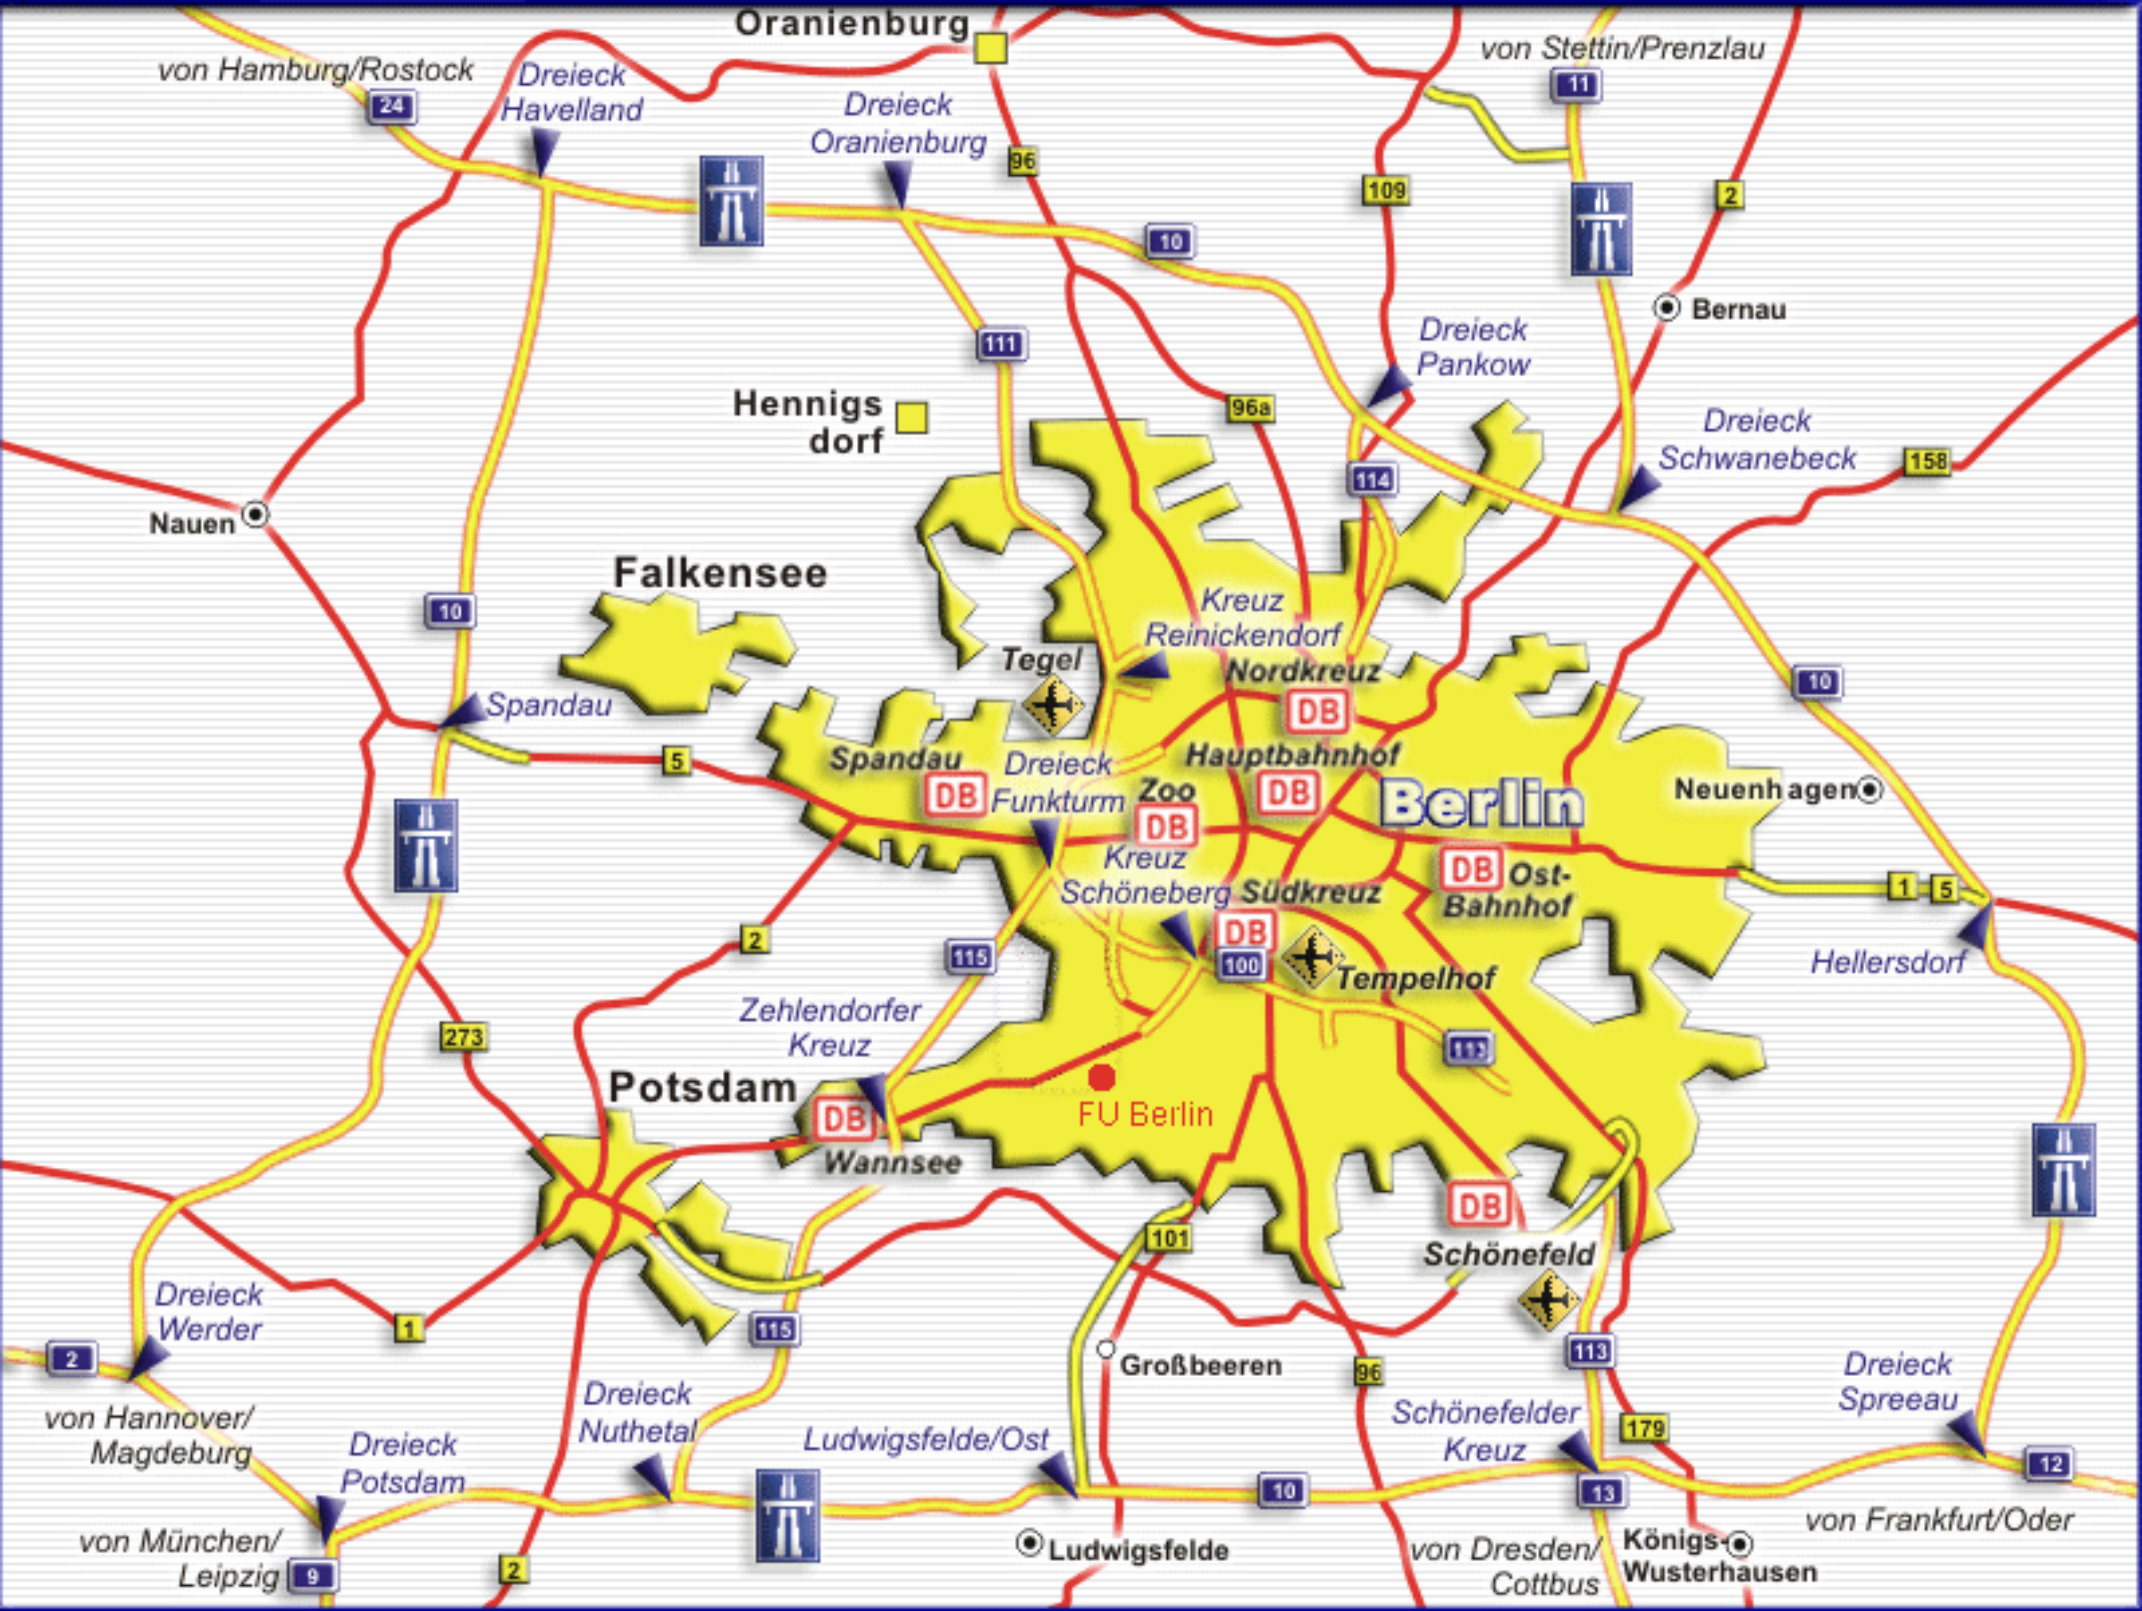 Oranienburg
von Hamburg/Rostock
24
Dreieck
Havelland
Dreieck
Oranienburg
96
109
von Stettin/Prenzlau
11
2
10
Bernau
111
Dreieck
Pankow
Hennigs
dorf
96a
Dreieck
Schwanebeck
158
114
Nauen
Falkensee
10
Kreuz
Reinickendorf
Tegel
Nordkreuz
DB
10
Spandau
5
Spandau
DB
Dreieck
Funkturm
Zoo
DB
Hauptbahnhof
DB
Berlin
Neuenhagen
Kreuz
Schöneberg
Südkreuz
DB
100
DB
Ost-
Bahnhof
1
5
2
115
Tempelhof
Hellersdorf
Zehlendorfer
Kreuz
273
113
Potsdam
DB
Wannsee
FU Berlin
DB
Schönefeld
101
Dreieck
Werder
1
115
2
Großbeeren
96
113
von Hannover/
Magdeburg
Dreieck
Nuthetal
Dreieck
Potsdam
Ludwigsfelde/Ost
Schönefelder
Kreuz
179
Dreieck
Spreeau
12
10
13
von München/
Leipzig
9
2
Ludwigsfelde
von Dresden/
Cottbus
Königs-
Wusterhausen
von Frankfurt/Oder